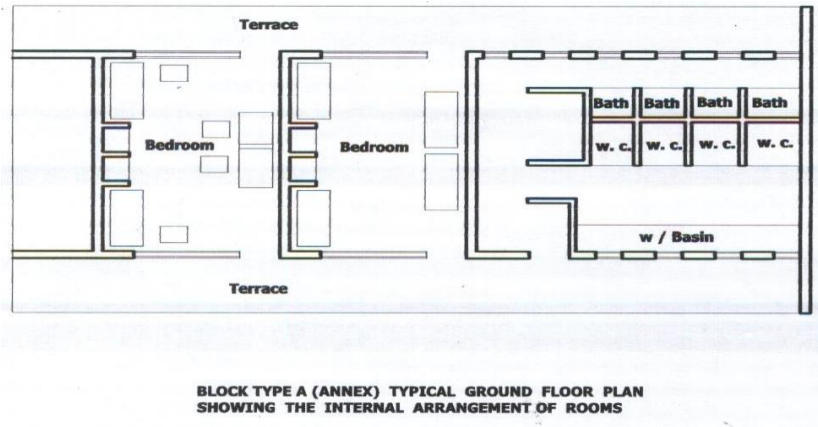 Terrace
Bath Bath Bath Bath
Bedroom Bedroom w. c. w. c. w. c. w. c.
w / Basin
Terrace
BLOCK TYPE A (ANNEX) TYPICAL GROUND FLOOR PLAN
SHOWING THE INTERNAL ARRANGEMENT OF ROOMS